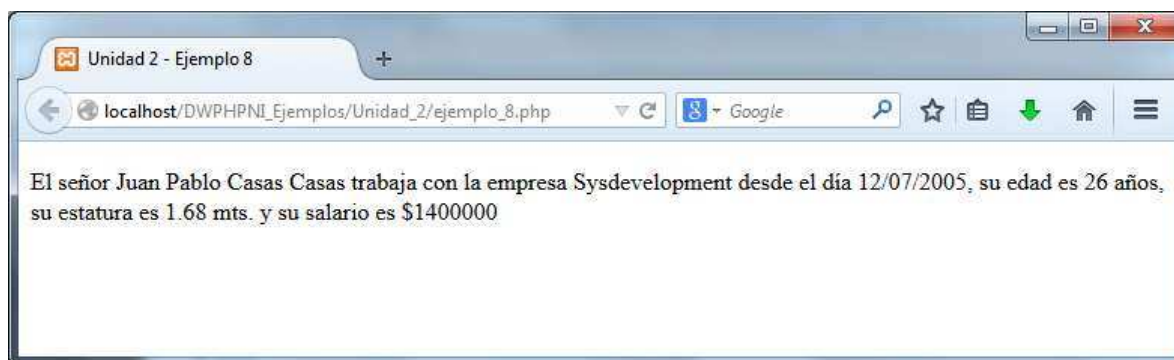 Unidad 2 - Ejemplo 8
localhost/DWPHPNI_Ejemplos/Unidad_2/ejemplo_8.php
Google
El señor Juan Pablo Casas Casas trabaja con la empresa Sysdevelopment desde el día 12/07/2005, su edad es 26 años,
su estatura es 1.68 mts. y su salario es $1400000